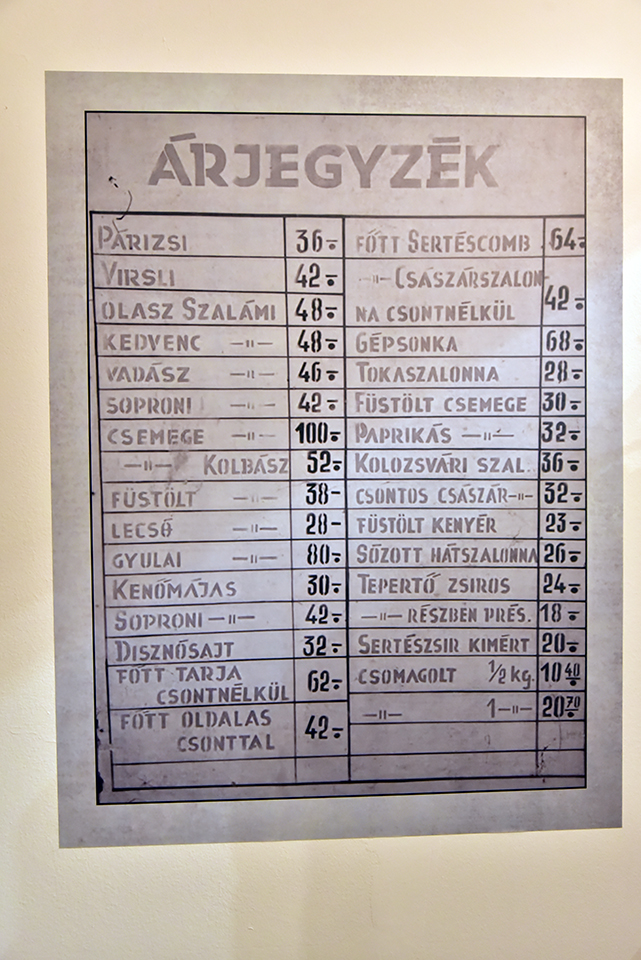 ÁRJEGYZÉK
PÁRIZSI 36.-
VIRSLI 42.-
OLASZ SZALÁMI 48.-
KEDVENC —„— 48.-
VADÁSZ —„— 46.-
SOPRONI —„— 42.-
CSEMEGE —„— 100.-
—„— KOLBÁSZ 52.-
FÜSTÖLT —„— 38-
LECSŐ —„— 28-
GYULAI —„— 80.-
KENŐMÁJAS 30.-
SOPRONI —„— 42.-
DISZNÓSAJT 32.-
FŐTT TARJA
CSONTNÉLKÜL 62.-
FŐTT OLDALAS
CSONTTAL 42.-
FŐTT SERTÉSCOMB 64.-
—„— CSÁSZÁRSZALON
NA CSONTNÉLKÜL 42.-
GÉPSONKA 68.-
TOKASZALONNA 28.-
FÜSTÖLT CSEMEGE 30.-
PAPRIKÁS —„— 32.-
KOLOZSVÁRI SZAL. 36.-
CSONTOS CSÁSZÁR —„— 32.-
FÜSTÖLT KENYÉR 23.-
SÓZOTT HÁTSZALONNA 26.-
TEPERTŐ ZSIROS 24.-
—„— RÉSZBEN PRÉS. 18.-
SERTÉSZSIR KIMÉRT 20.-
CSOMAGOLT 1/2 kg. 10.40
—„— 1 —„— 20.70